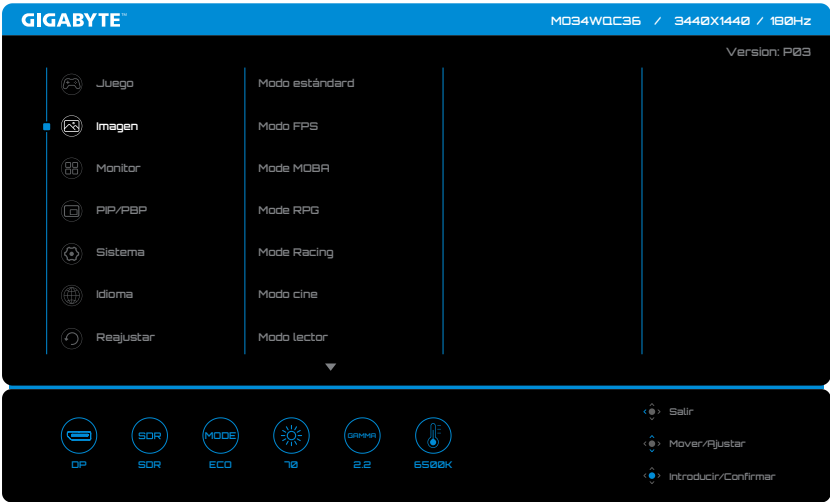 GIGABYTE™
MO34WQC36 / 3440X1440 / 180Hz
Version: P03
Juego
Modo estándard
Imagen
Modo FPS
Monitor
Mode MOBA
PIP/PBP
Mode RPG
Sistema
Mode Racing
Idioma
Modo cine
Reajustar
Modo lector
Salir
SDR
MODE
GAMMA
Mover/Ajustar
DP
SDR
ECO
70
2.2
6500K
Introducir/Confirmar